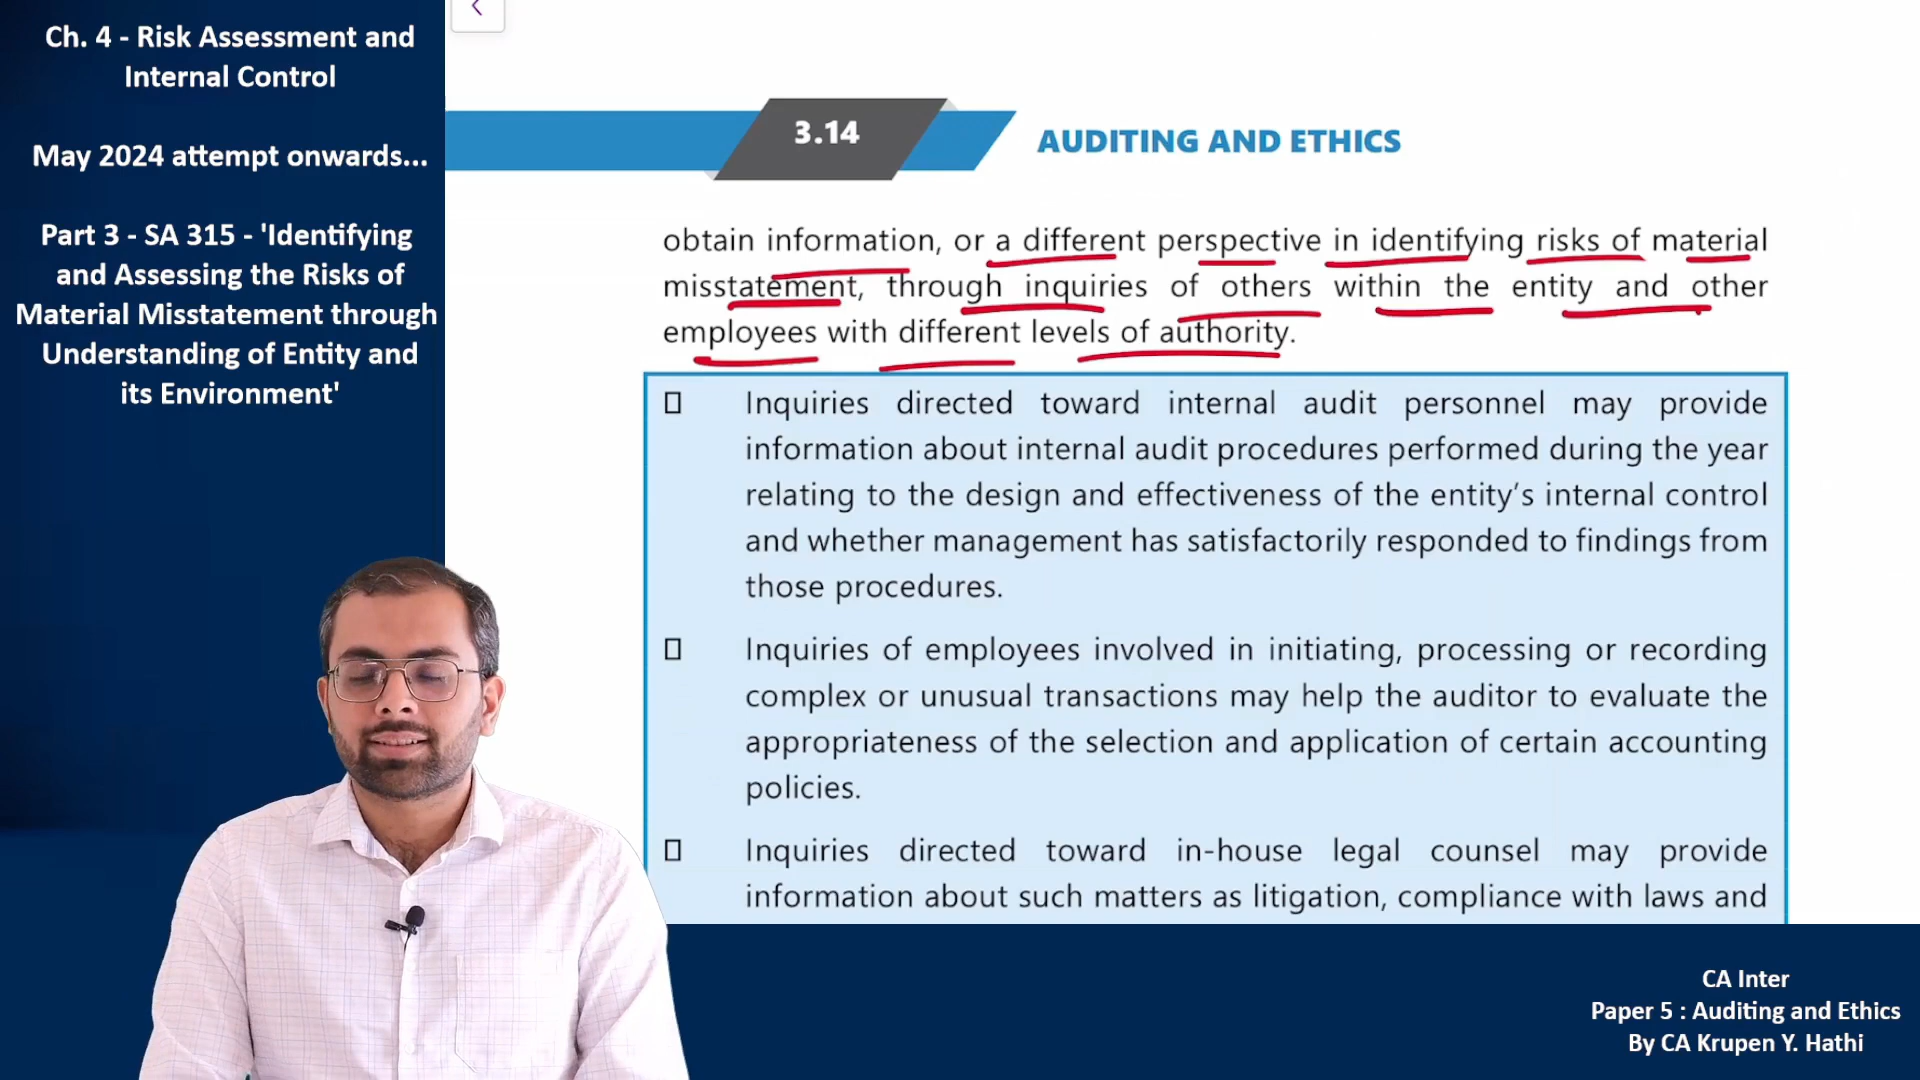 Ch. 4 - Risk Assessment and
Internal Control
May 2024 attempt onwards...
Part 3 - SA 315 - 'Identifying
and Assessing the Risks of
Material Misstatement through
Understanding of Entity and
its Environment'
3.14
AUDITING AND ETHICS
obtain information, or a different perspective in identifying risks of material
misstatement, through inquiries of others within the entity and other
employees with different levels of authority.
Inquiries directed toward internal audit personnel may provide
information about internal audit procedures performed during the year
relating to the design and effectiveness of the entity's internal control
and whether management has satisfactorily responded to findings from
those procedures.
Inquiries of employees involved in initiating, processing or recording
complex or unusual transactions may help the auditor to evaluate the
appropriateness of the selection and application of certain accounting
policies.
Inquiries directed toward in-house legal counsel may provide
information about such matters as litigation, compliance with laws and
CA Inter
Paper 5 : Auditing and Ethics
By CA Krupen Y. Hathi